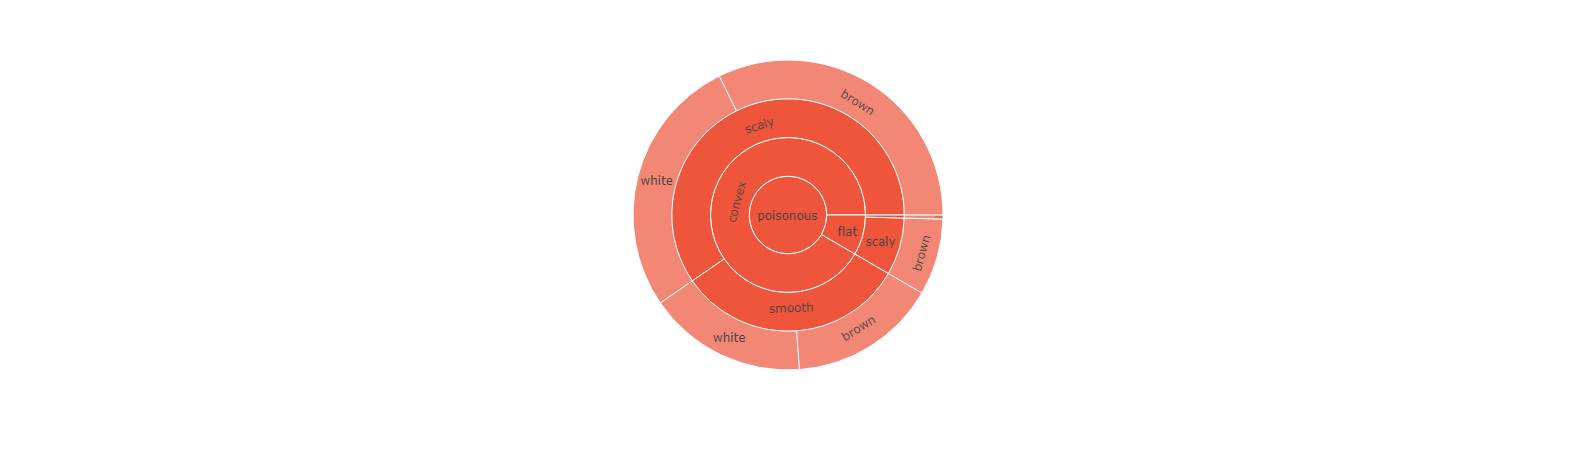 brown
scaly
white
convex
poisonous
flat
scaly
brown
smooth
brown
white